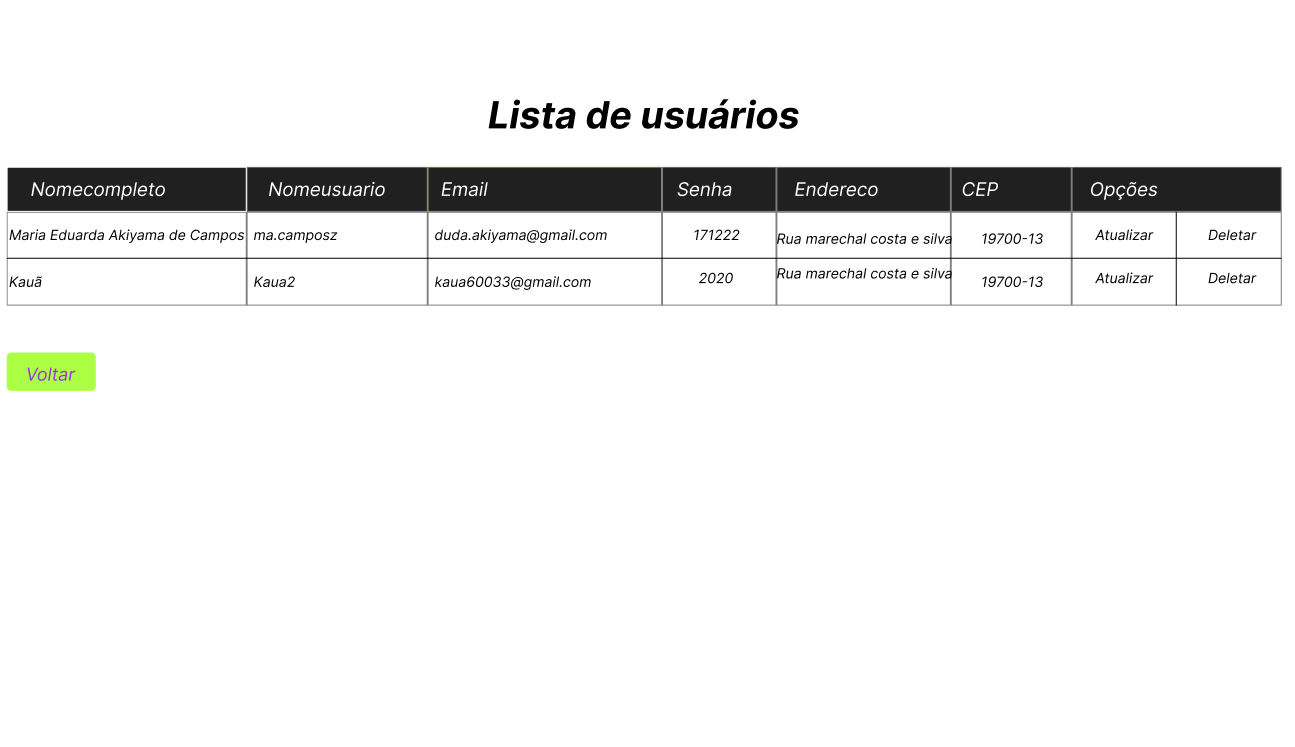 Lista de usuários
Nomecompleto Nomeusuario Email Senha Endereco CEP Opções
Maria Eduarda Akiyama de Campos ma.camposz duda.akiyama@gmail.com 171222 Rua marechal costa e silva 19700-13 Atualizar Deletar
Kauã Kaua2 kaua60033@gmail.com 2020 Rua marechal costa e silva 19700-13 Atualizar Deletar
Voltar